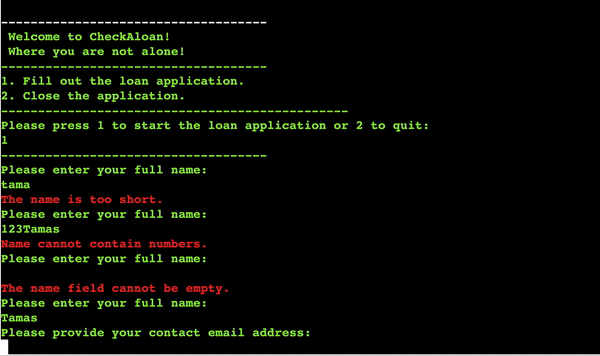 ------------------------------------
Welcome to CheckAloan!
Where you are not alone!
------------------------------------
1. Fill out the loan application.
2. Close the application.
-----------------------------------------------
Please press 1 to start the loan application or 2 to quit:
1
------------------------------------
Please enter your full name:
tama
The name is too short.
Please enter your full name:
123Tamas
Name cannot contain numbers.
Please enter your full name:
The name field cannot be empty.
Please enter your full name:
Tamas
Please provide your contact email address: